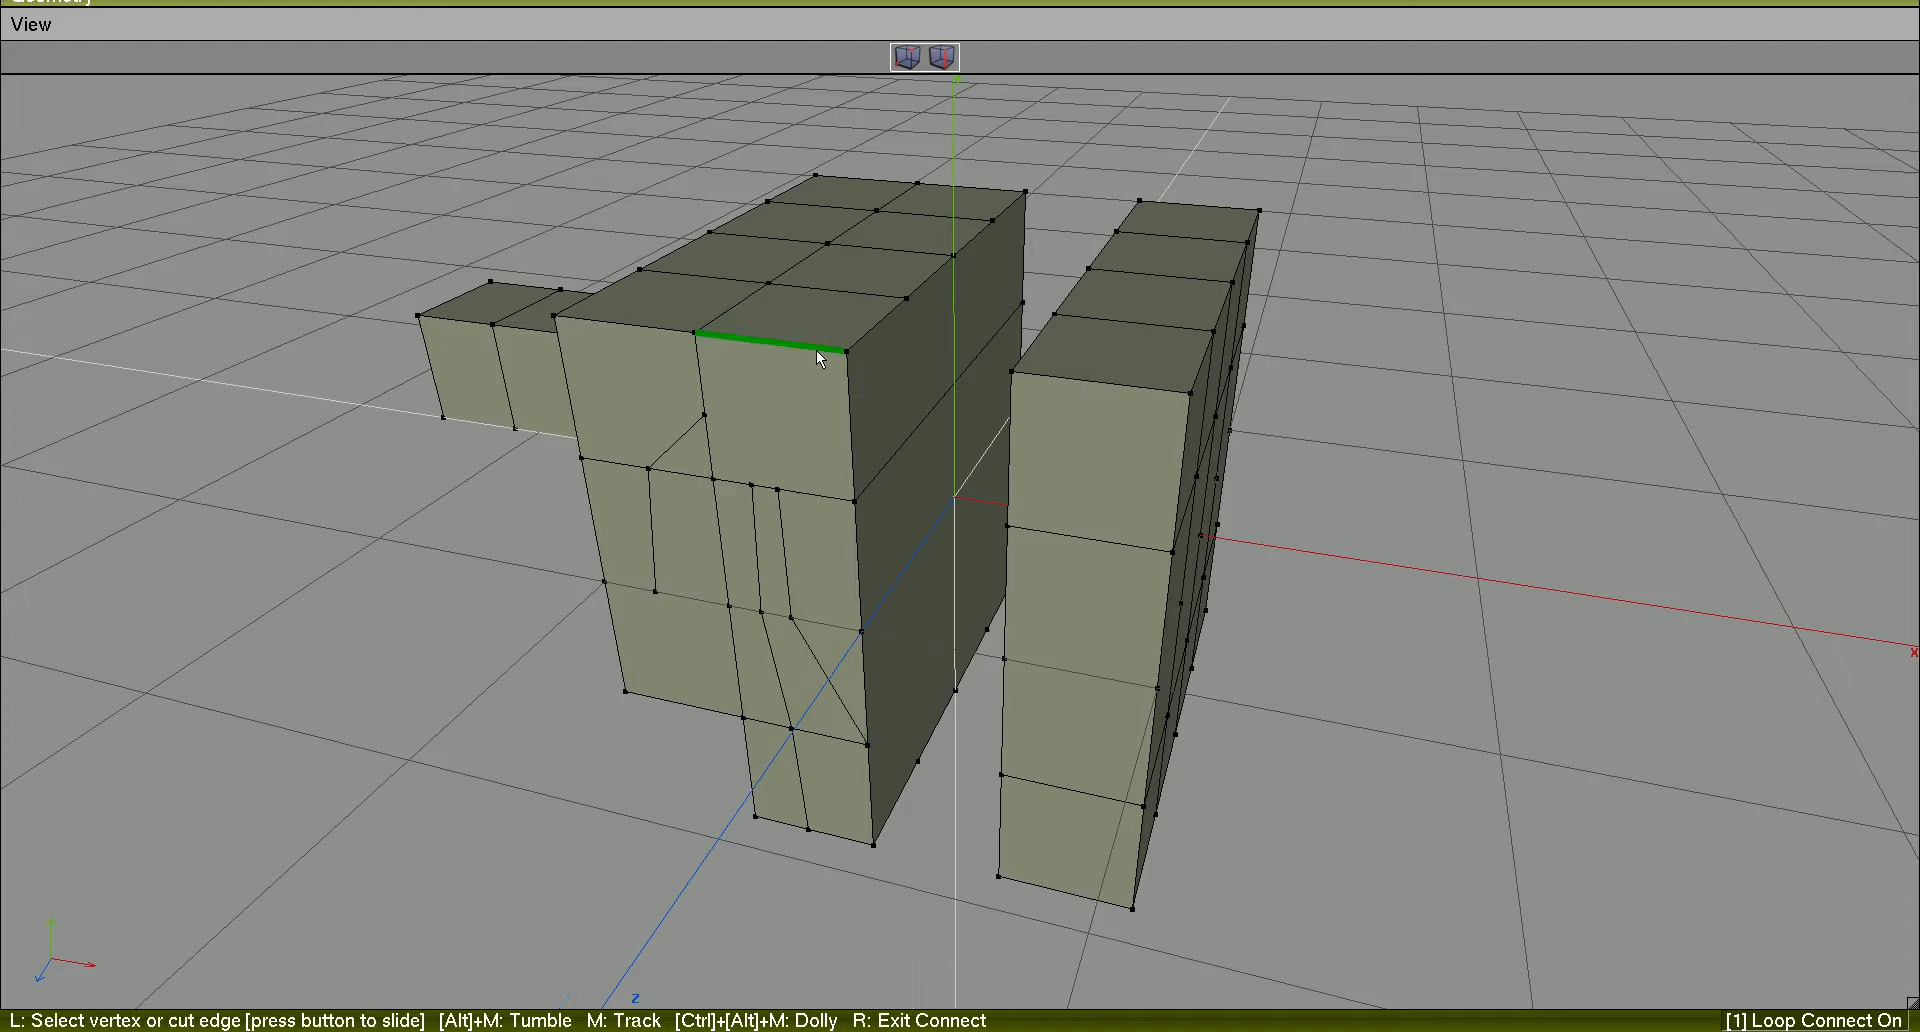 Geometry
View
x
z
L: Select vertex or cut edge [press button to slide]   [Alt]+M: Tumble   M: Track   [Ctrl]+[Alt]+M: Dolly   R: Exit Connect   [1] Loop Connect On